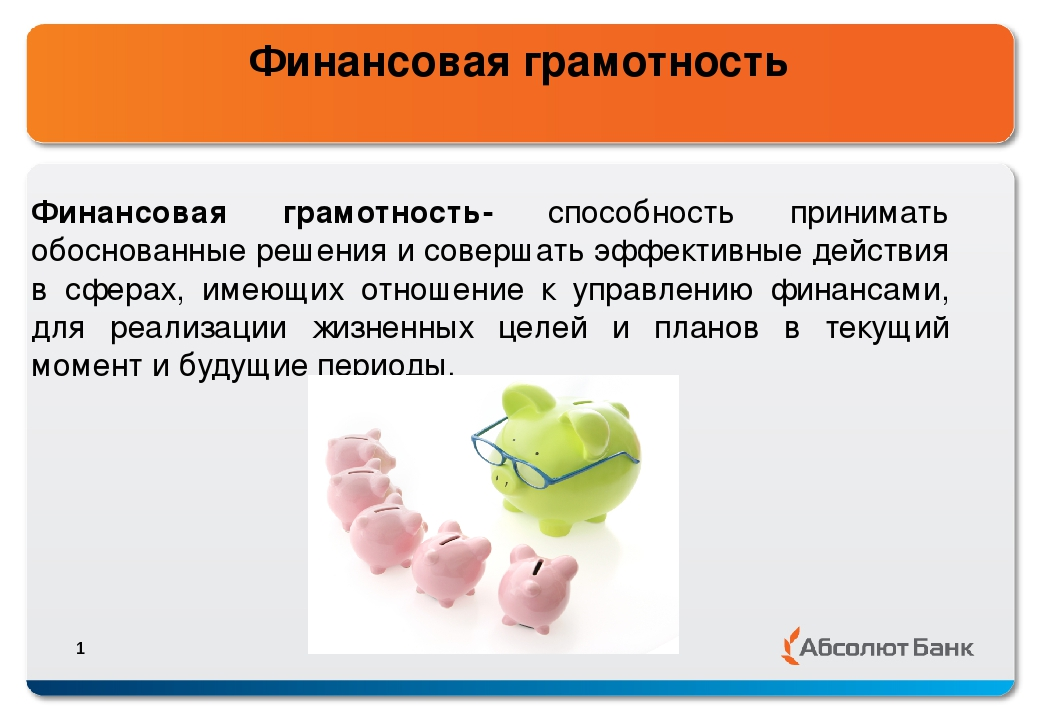 Финансовая грамотность
Финансовая грамотность- способность принимать
обоснованные решения и совершать эффективные действия
в сферах, имеющих отношение к управлению финансами,
для реализации жизненных целей и планов в текущий
момент и будущие периоды.
1
Абсолют Банк